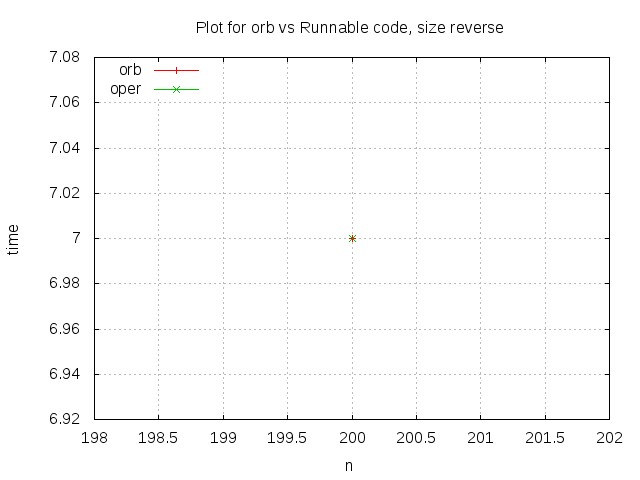 Plot for orb vs Runnable code, size reverse
7.08
7.06
7.04
7.02
7
6.98
6.96
6.94
6.92
orb
oper
time
198 198.5 199 199.5 200 200.5 201 201.5 202
n